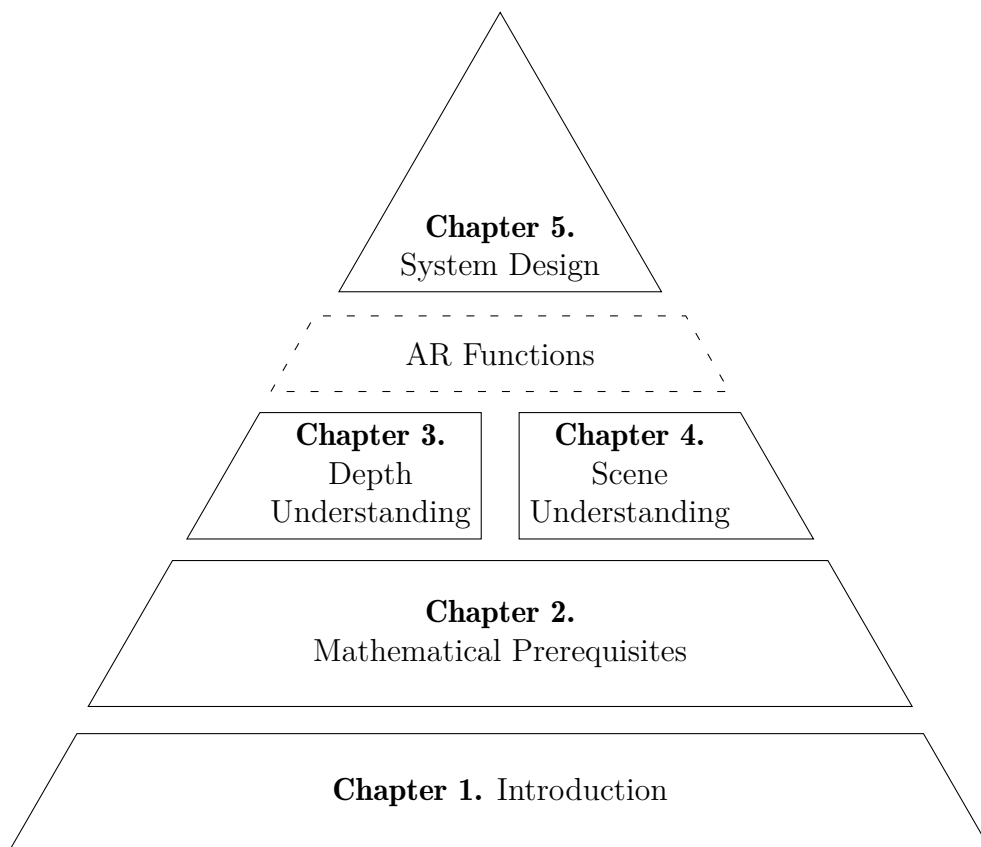 Chapter 5.
System Design
AR Functions
Chapter 3.
Depth
Understanding
Chapter 4.
Scene
Understanding
Chapter 2.
Mathematical Prerequisites
Chapter 1. Introduction